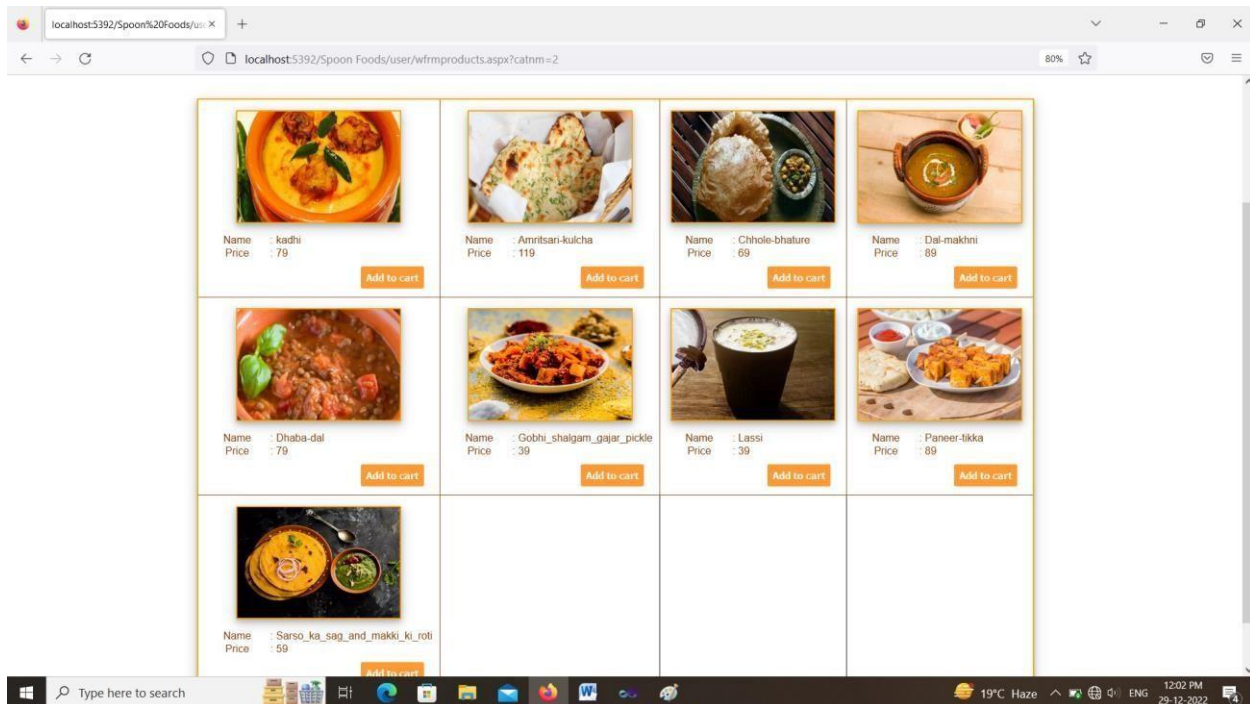 localhost:5392/Spoon%20Foods/us
localhost:5392/Spoon Foods/user/wfrmproducts.aspx?catnm=2
80%
Name : kadhi
Price : 79
Add to cart
Name : Amritsari-kulcha
Price : 119
Add to cart
Name : Chhole-bhature
Price : 69
Add to cart
Name : Dal-makhni
Price : 89
Add to cart
Name : Dhaba-dal
Price : 79
Add to cart
Name : Gobhi_shalgam_gajar_pickle
Price : 39
Add to cart
Name : Lassi
Price : 39
Add to cart
Name : Paneer-tikka
Price : 89
Add to cart
Name : Sarso_ka_sag_and_makki_ki_roti
Price : 59
Add to cart
Type here to search
W
19°C Haze
ENG
12:02 PM
29-12-2022
4